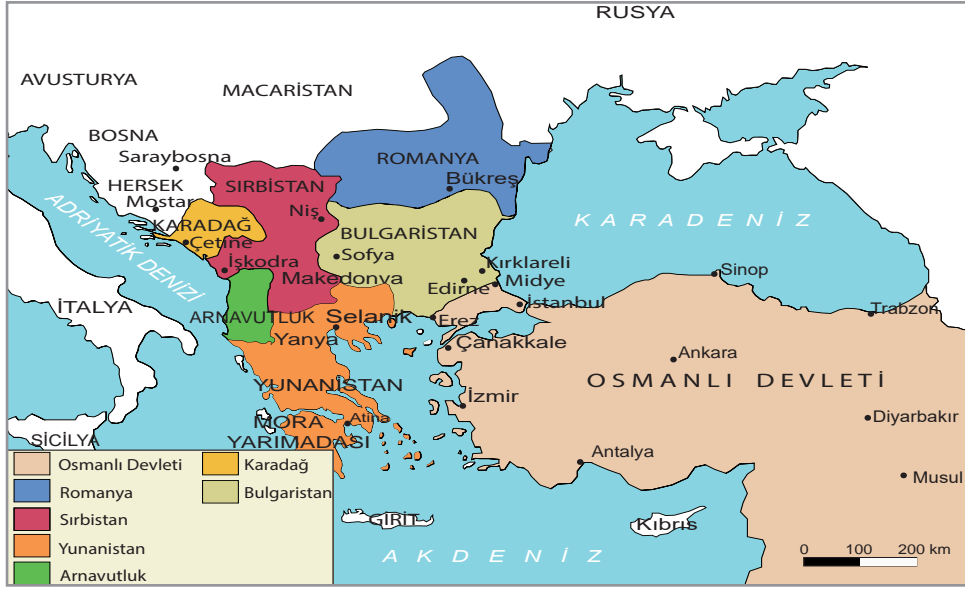 RUSYA
AVUSTURYA
MACARİSTAN
BOSNA
Saraybosna
HERSEK
Mostar
ROMANYA
Bükreş
SIRBİSTAN
Niş
KARADAĞ
Çetine
BULGARİSTAN
Sofya
KARADENİZ
ADRİYATİK DENİZİ
İşkodra
Makedonya
Kırklareli
Midye
Edirne
Sinop
İTALYA
ARNAVUTLUK
Selanik
Erez
İstanbul
Trabzon
Yanya
Çanakkale
Ankara
YUNANİSTAN
İzmir
OSMANLI DEVLETİ
MORA
YARIMADASI
Atina
Diyarbakır
SİCİLYA
Antalya
Musul
GİRİT
Kıbrıs
AKDENİZ
Osmanlı Devleti
Romanya
Sırbistan
Yunanistan
Arnavutluk
Karadağ
Bulgaristan
0 100 200 km